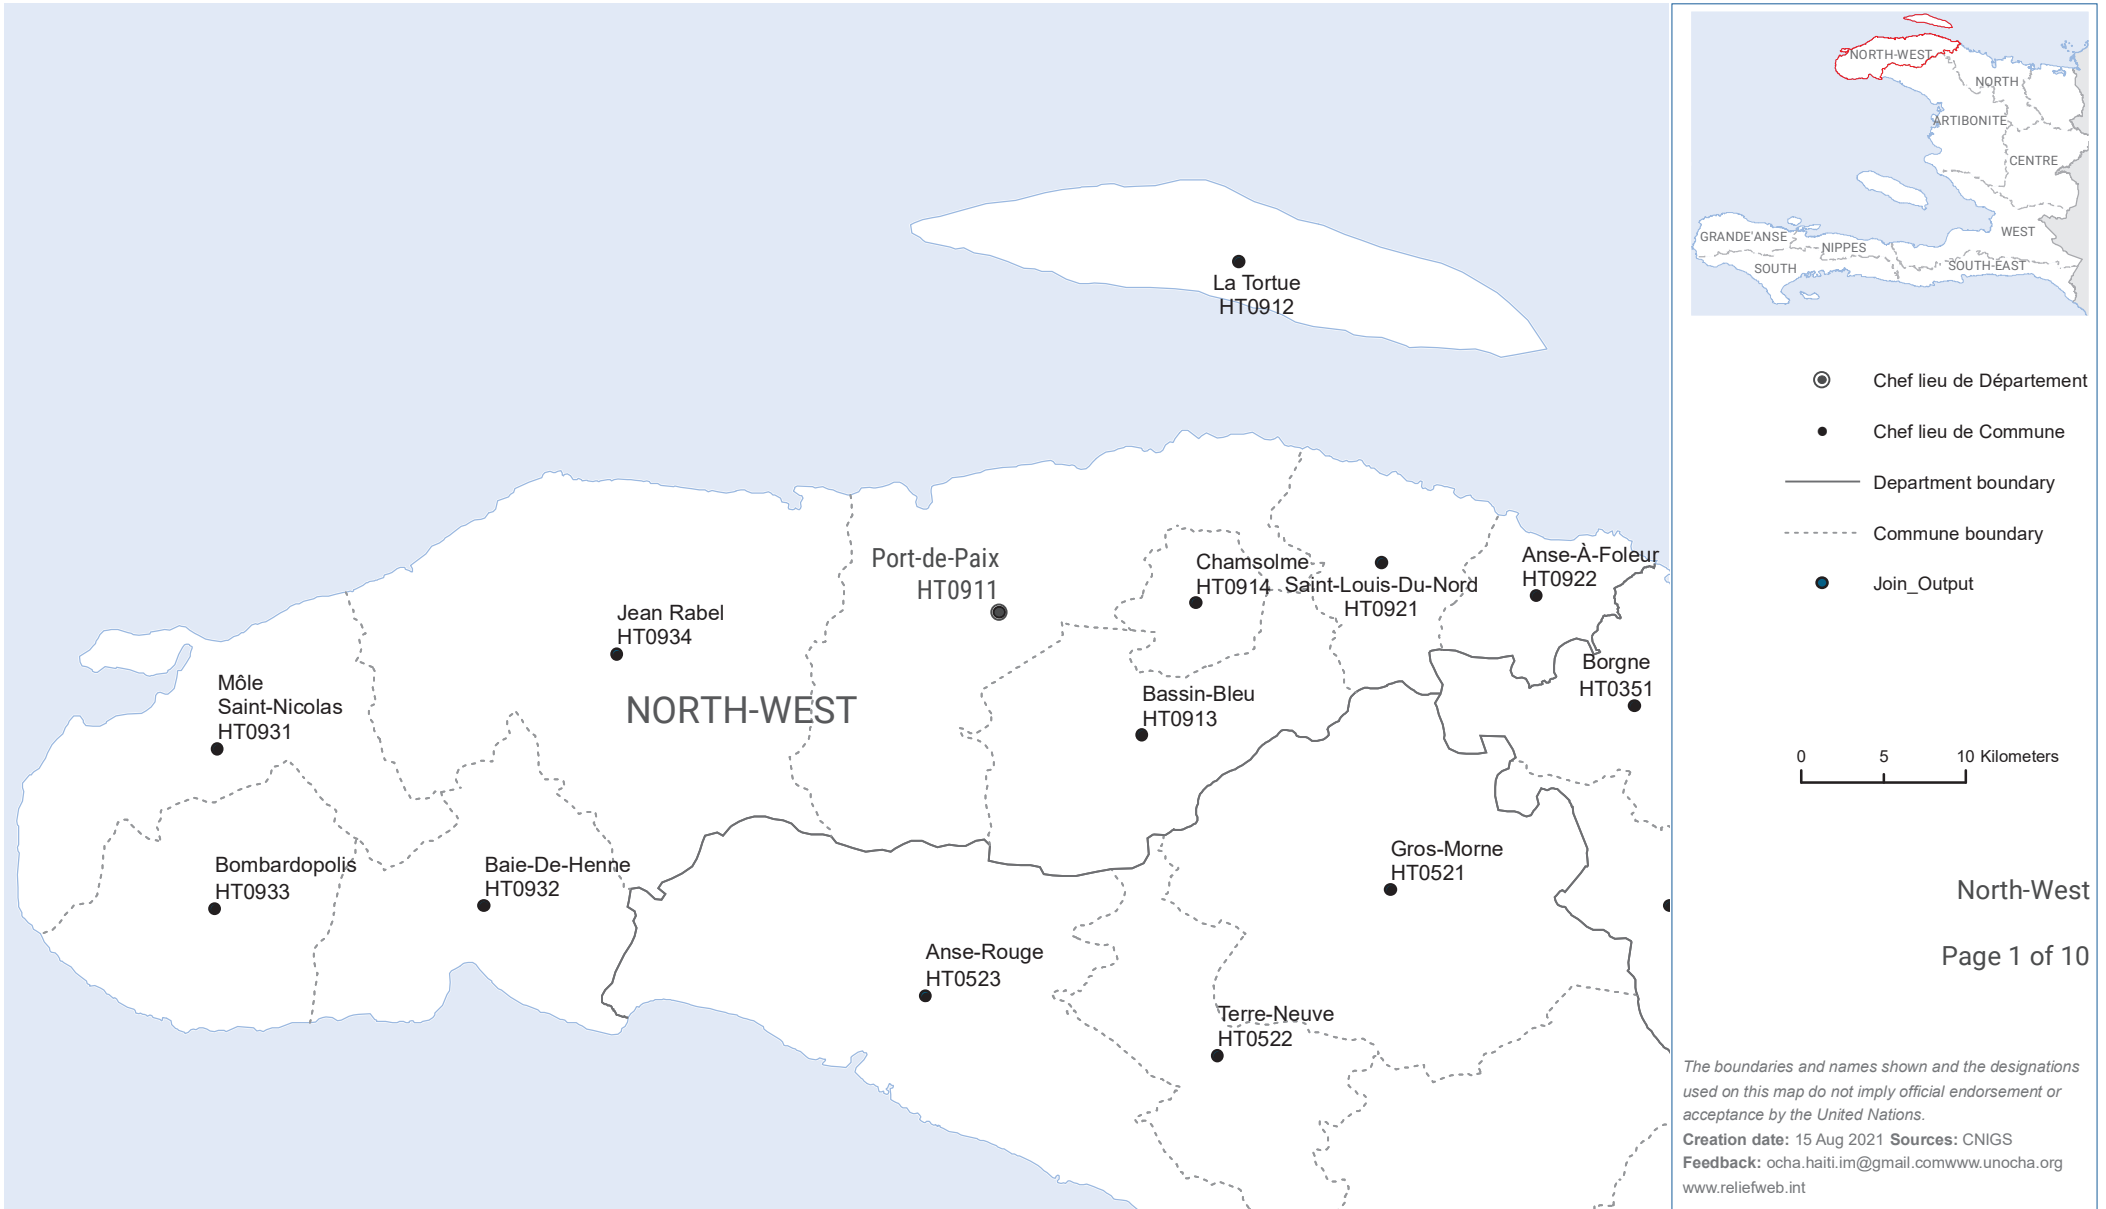 La Tortue
HT0912
Port-de-Paix
HT0911
Chamsolme
HT0914
Saint-Louis-Du-Nord
HT0921
Anse-À-Foleur
HT0922
Jean Rabel
HT0934
Borgne
HT0351
Môle
Saint-Nicolas
HT0931
NORTH-WEST
Bassin-Bleu
HT0913
Bombardopolis
HT0933
Baie-De-Henne
HT0932
Gros-Morne
HT0521
Anse-Rouge
HT0523
Terre-Neuve
HT0522
NORTH-WEST
NORTH
ARTIBONITE
CENTRE
WEST
GRANDE'ANSE
NIPPES
SOUTH
SOUTH-EAST
Chef lieu de Département
Chef lieu de Commune
Department boundary
Commune boundary
Join_Output
0 5 10 Kilometers
North-West
Page 1 of 10
The boundaries and names shown and the designations
used on this map do not imply official endorsement or
acceptance by the United Nations.
Creation date: 15 Aug 2021 Sources: CNIGS
Feedback: ocha.haiti.im@gmail.comwww.unocha.org
www.reliefweb.int